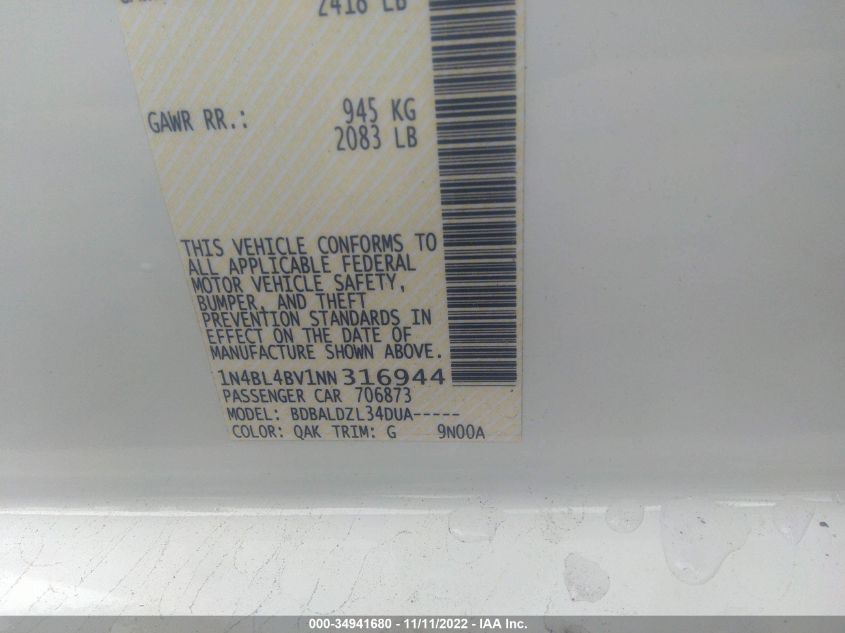 2418 LB
GAWR RR.: 945 KG
2083 LB
THIS VEHICLE CONFORMS TO
ALL APPLICABLE FEDERAL
MOTOR VEHICLE SAFETY,
BUMPER, AND THEFT
PREVENTION STANDARDS IN
EFFECT ON THE DATE OF
MANUFACTURE SHOWN ABOVE.
1N4BL4BV1NN316944
PASSENGER CAR 706873
MODEL: BDBALDZL34DUA-----
COLOR: QAK TRIM: G 9N00A
000-34941680 - 11/11/2022 - IAA Inc.